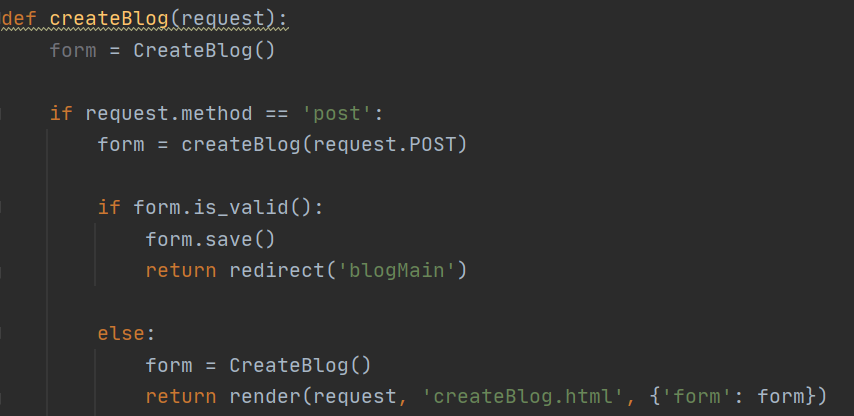 def createBlog(request):
    form = CreateBlog()
    if request.method == 'post':
        form = createBlog(request.POST)
        if form.is_valid():
            form.save()
            return redirect('blogMain')
        else:
            form = CreateBlog()
            return render(request, 'createBlog.html', {'form': form})